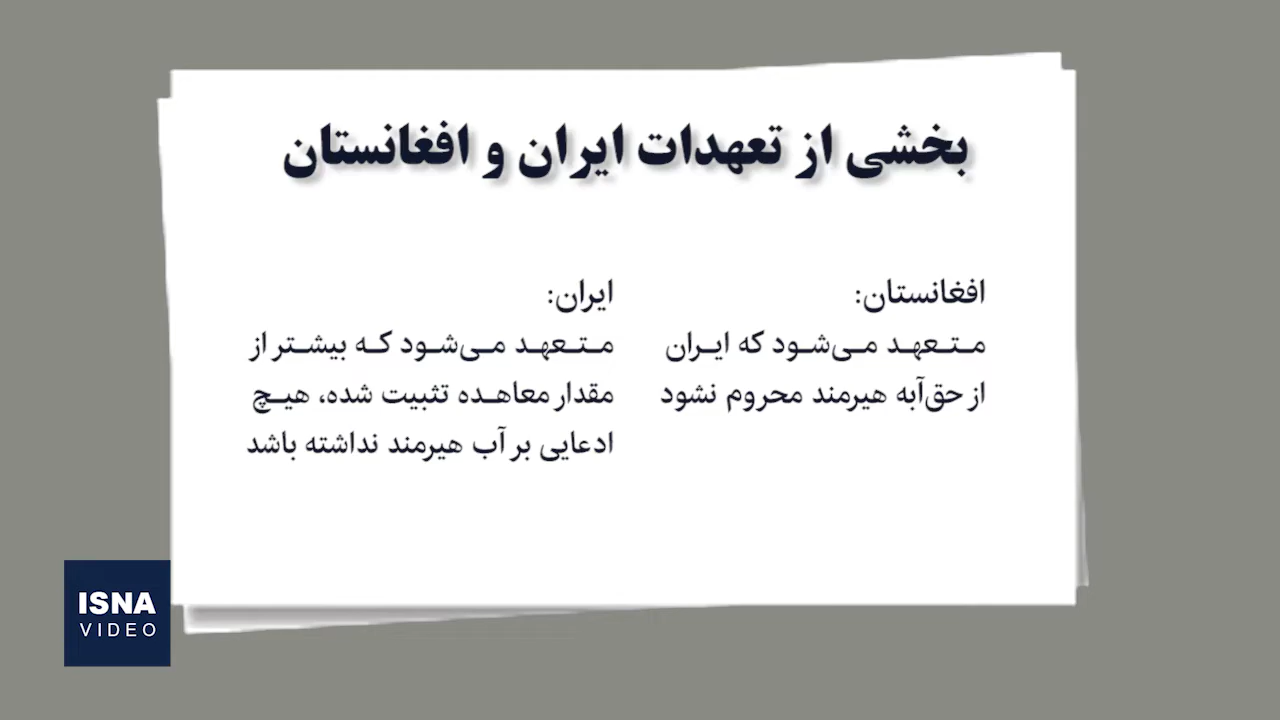 بخشی از تعهدات ایران و افغانستان
افغانستان:
متعهد می‌شود که ایران
از حق‌آبه هیرمند محروم نشود
ایران:
متعهد می‌شود که بیشتر از
مقدار معاهده تثبیت شده، هیچ
ادعایی بر آب هیرمند نداشته باشد
ISNA
VIDEO